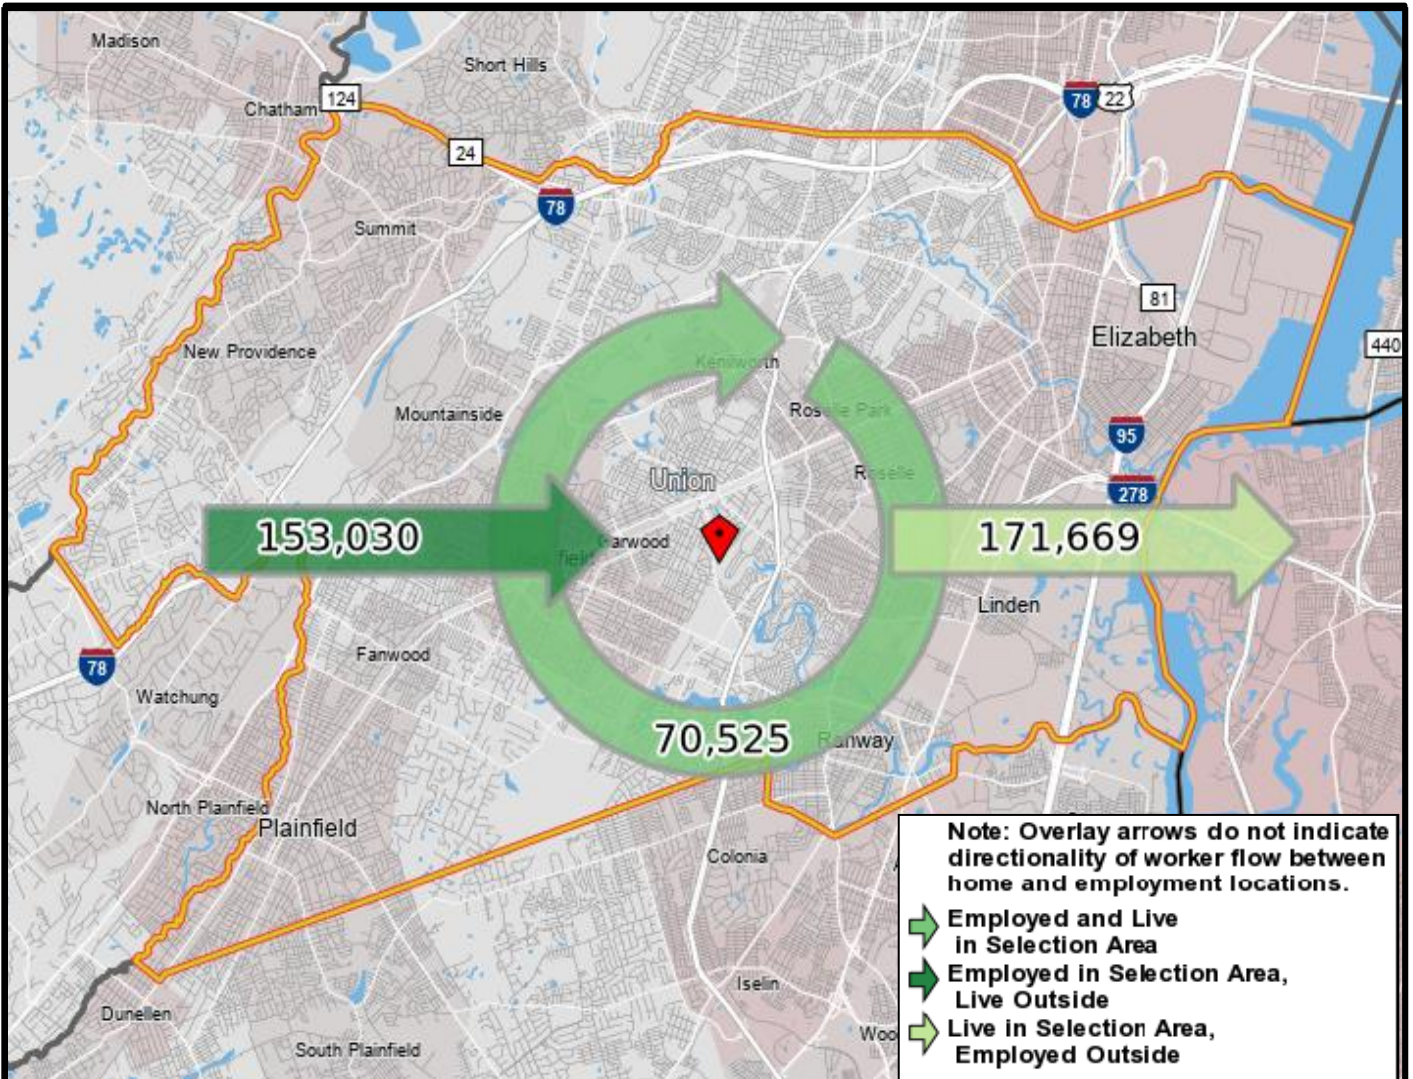 Madison
Short Hills
Chatham
124
78
22
24
78
Summit
81
Elizabeth
440
New Providence
Kenilworth
Mountainside
Roselle Park
95
Union
Roselle
278
153,030
171,669
Garwood
field
Linden
Fanwood
78
Watchung
70,525
Rahway
North Plainfield
Plainfield
Colonia
Note: Overlay arrows do not indicate
directionality of worker flow between
home and employment locations.
Employed and Live
in Selection Area
Employed in Selection Area,
Live Outside
Live in Selection Area,
Employed Outside
Iselin
Dunellen
Woo
South Plainfield